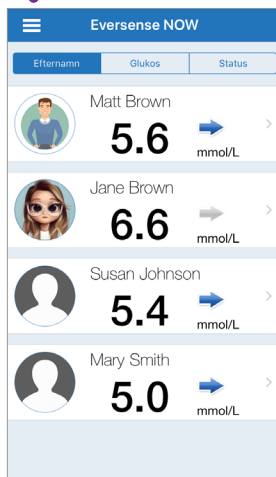 Eversense NOW
Efternamn Glukos Status
Matt Brown
5.6
mmol/L
Jane Brown
6.6
mmol/L
Susan Johnson
5.4
mmol/L
Mary Smith
5.0
mmol/L